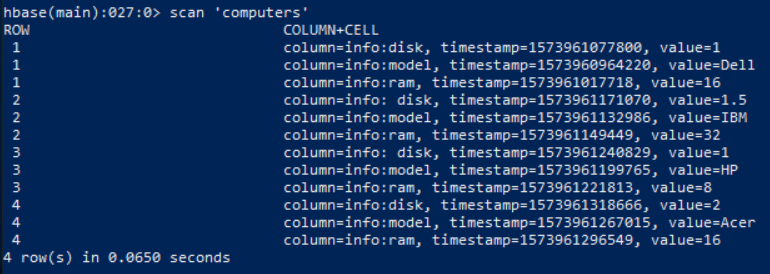 hbase(main):027:0> scan 'computers'
ROW COLUMN+CELL
1 column=info:disk, timestamp=1573961077800, value=1
1 column=info:model, timestamp=1573960964220, value=Dell
1 column=info:ram, timestamp=1573961017718, value=16
2 column=info: disk, timestamp=1573961171070, value=1.5
2 column=info:model, timestamp=1573961132986, value=IBM
2 column=info:ram, timestamp=1573961149449, value=32
3 column=info: disk, timestamp=1573961240829, value=1
3 column=info:model, timestamp=1573961199765, value=HP
3 column=info:ram, timestamp=1573961221813, value=8
4 column=info:disk, timestamp=1573961318666, value=2
4 column=info:model, timestamp=1573961267015, value=Acer
4 column=info:ram, timestamp=1573961296549, value=16
4 row(s) in 0.0650 seconds